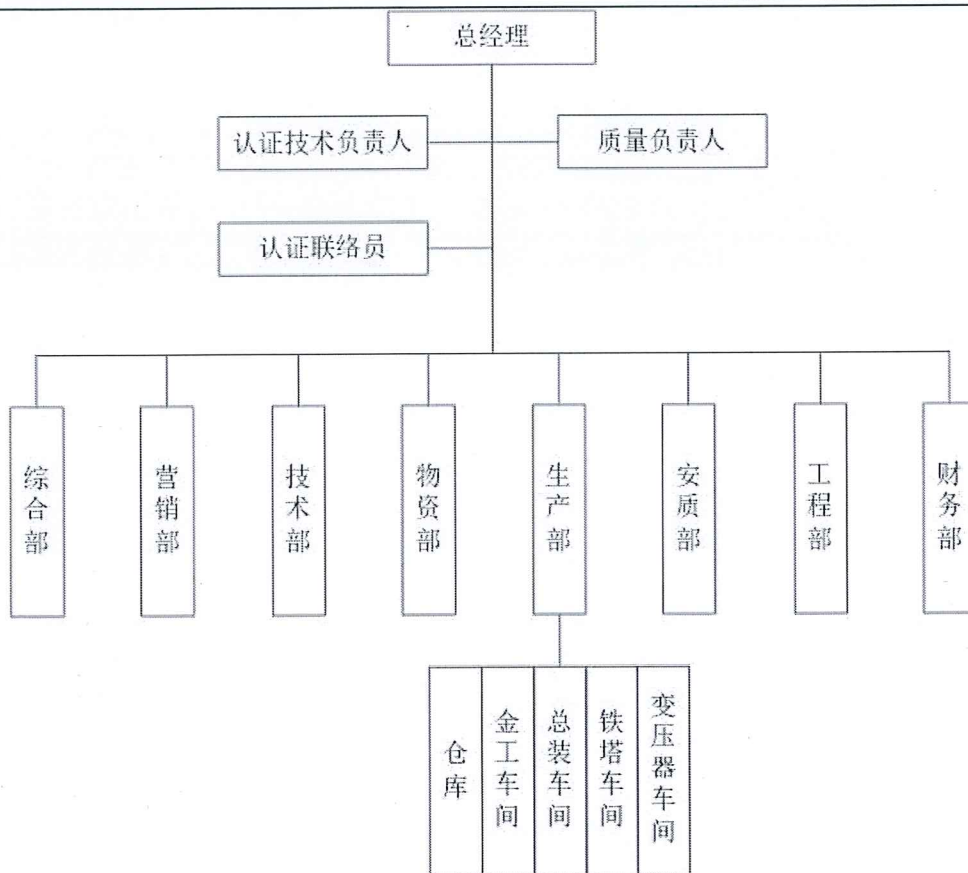 总经理
认证技术负责人
质量负责人
认证联络员
综合部
营销部
技术部
物资部
生产部
安质部
工程部
财务部
仓库
金工车间
总装车间
铁塔车间
变压器车间